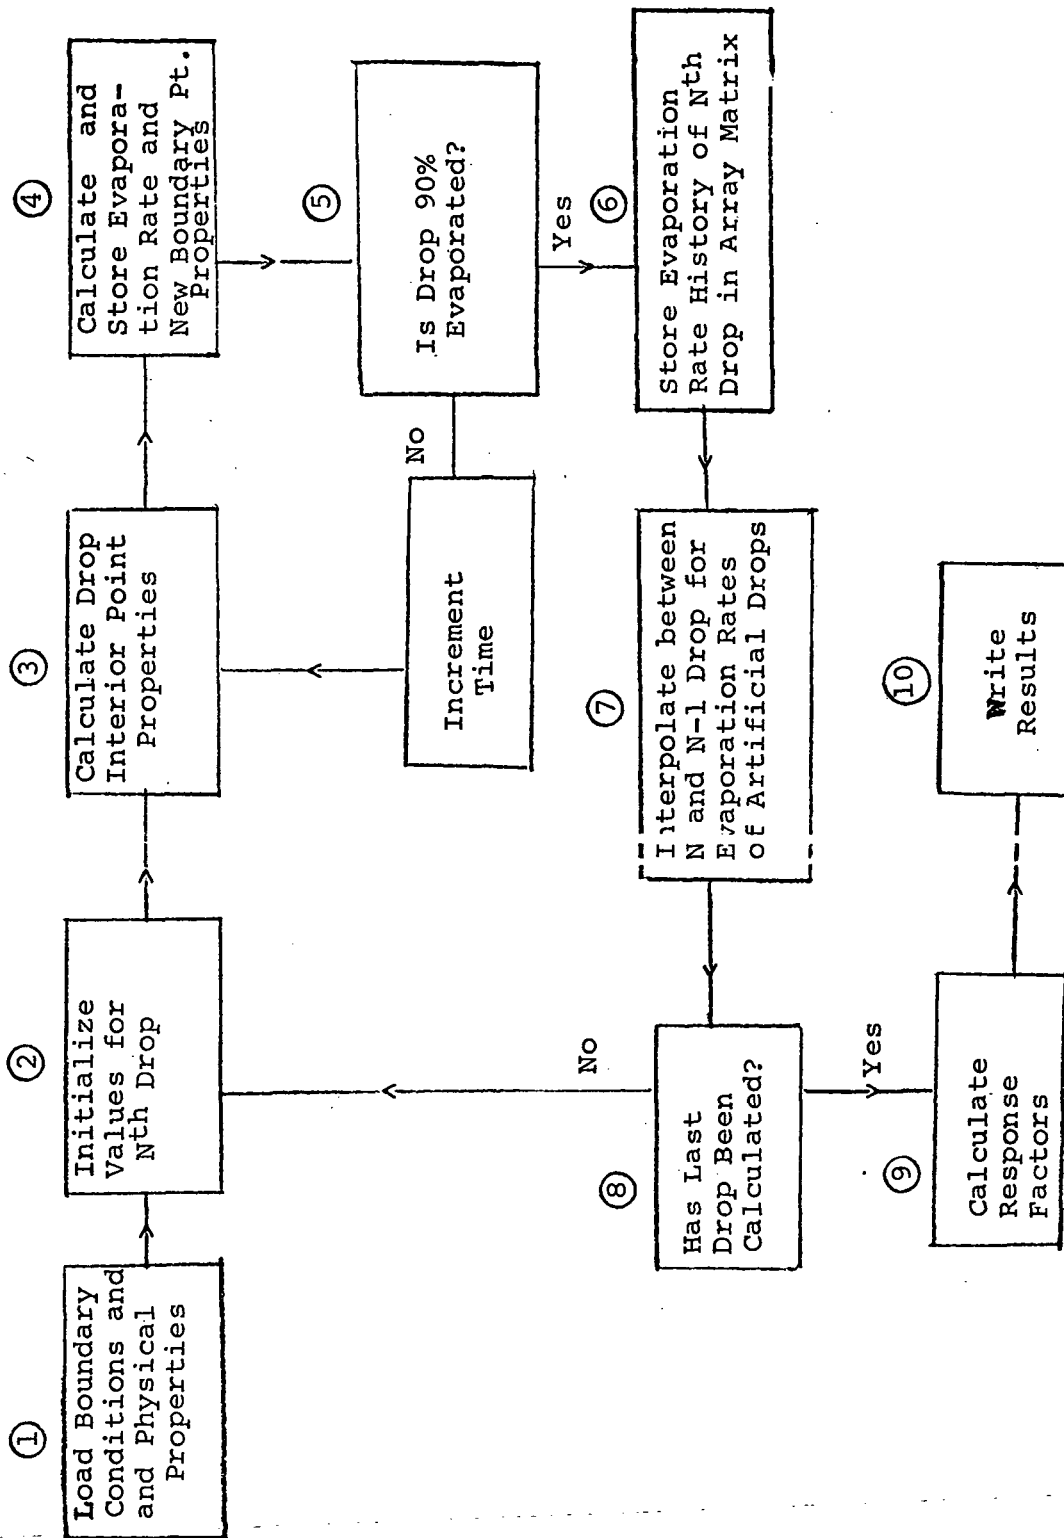 ①
Load Boundary
Conditions and
and Physical
Properties
②
Initialize
Values for
Nth Drop
③
Calculate Drop
Interior Point
Properties
④
Calculate and
Store Evapora-
tion Rate and
New Boundary Pt.
Properties
⑤
Is Drop 90%
Evaporated?
No
Increment
Time
Yes
⑥
Store Evaporation
Rate History of Nth
Drop in Array Matrix
⑦
Interpolate between
N and N-1 Drop for
Evaporation Rates
of Artificial Drops
⑧
Has Last
Drop Been
Calculated?
No
Yes
⑨
Calculate
Response
Factors
⑩
Write
Results